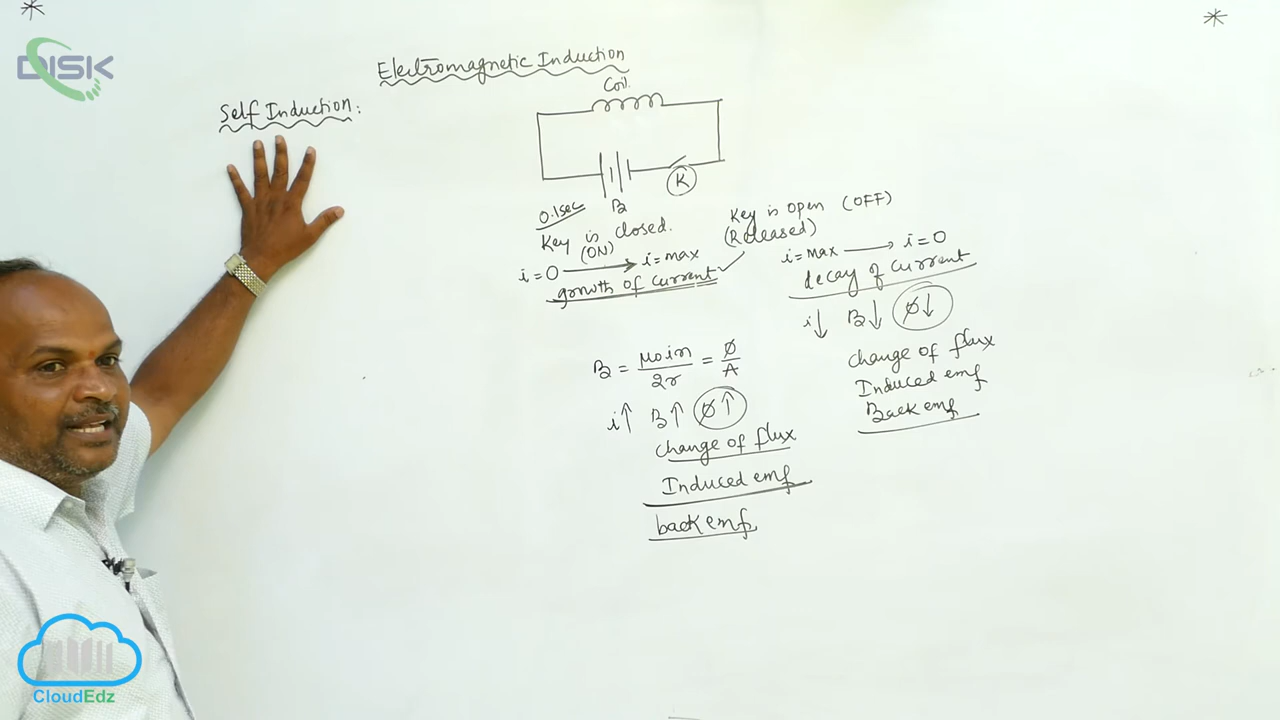 DISK
Electromagnetic Induction
Self Induction:
Coil
K
B
0.1sec
Key is closed.
(ON)
i = 0 → i = max
growth of current
Key is open (OFF)
(Released)
i = max → i = 0
decay of current
i↓ B↓ φ↓
change of flux
Induced emf
Back emf
B = μ₀in/2r = φ/A
i↑ B↑ φ↑
change of flux
Induced emf
back emf
CloudEdz